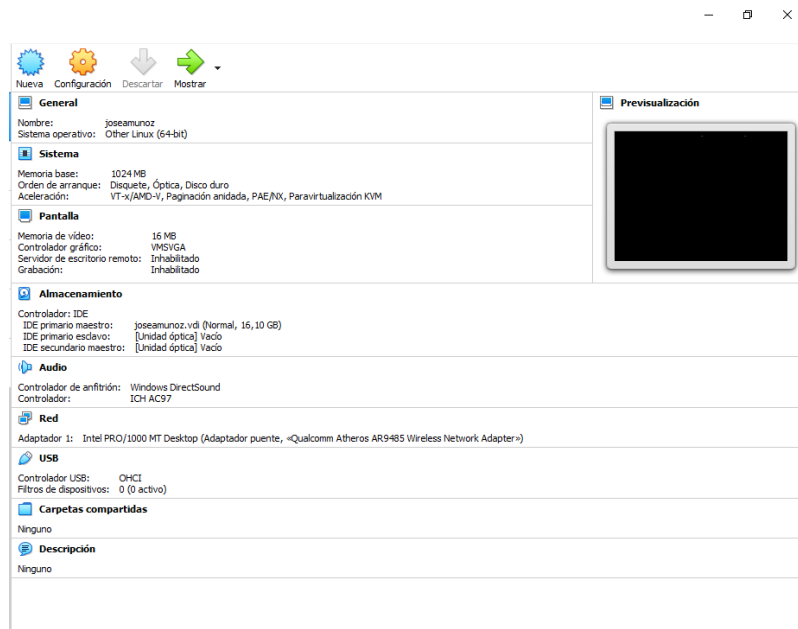 Nueva Configuración Descartar Mostrar
General
Nombre: joseamunoz
Sistema operativo: Other Linux (64-bit)
Previsualización
Sistema
Memoria base: 1024 MB
Orden de arranque: Disquete, Óptica, Disco duro
Aceleración: VT-x/AMD-V, Paginación anidada, PAE/NX, Paravirtualización KVM
Pantalla
Memoria de vídeo: 16 MB
Controlador gráfico: VMSVGA
Servidor de escritorio remoto: Inhabilitado
Grabación: Inhabilitado
Almacenamiento
Controlador: IDE
IDE primario maestro: joseamunoz.vdi (Normal, 16,10 GB)
IDE primario esclavo: [Unidad óptica] Vacío
IDE secundario maestro: [Unidad óptica] Vacío
Audio
Controlador de anfitrión: Windows DirectSound
Controlador: ICH AC97
Red
Adaptador 1: Intel PRO/1000 MT Desktop (Adaptador puente, «Qualcomm Atheros AR9485 Wireless Network Adapter»)
USB
Controlador USB: OHCI
Filtros de dispositivos: 0 (0 activo)
Carpetas compartidas
Ninguno
Descripción
Ninguno